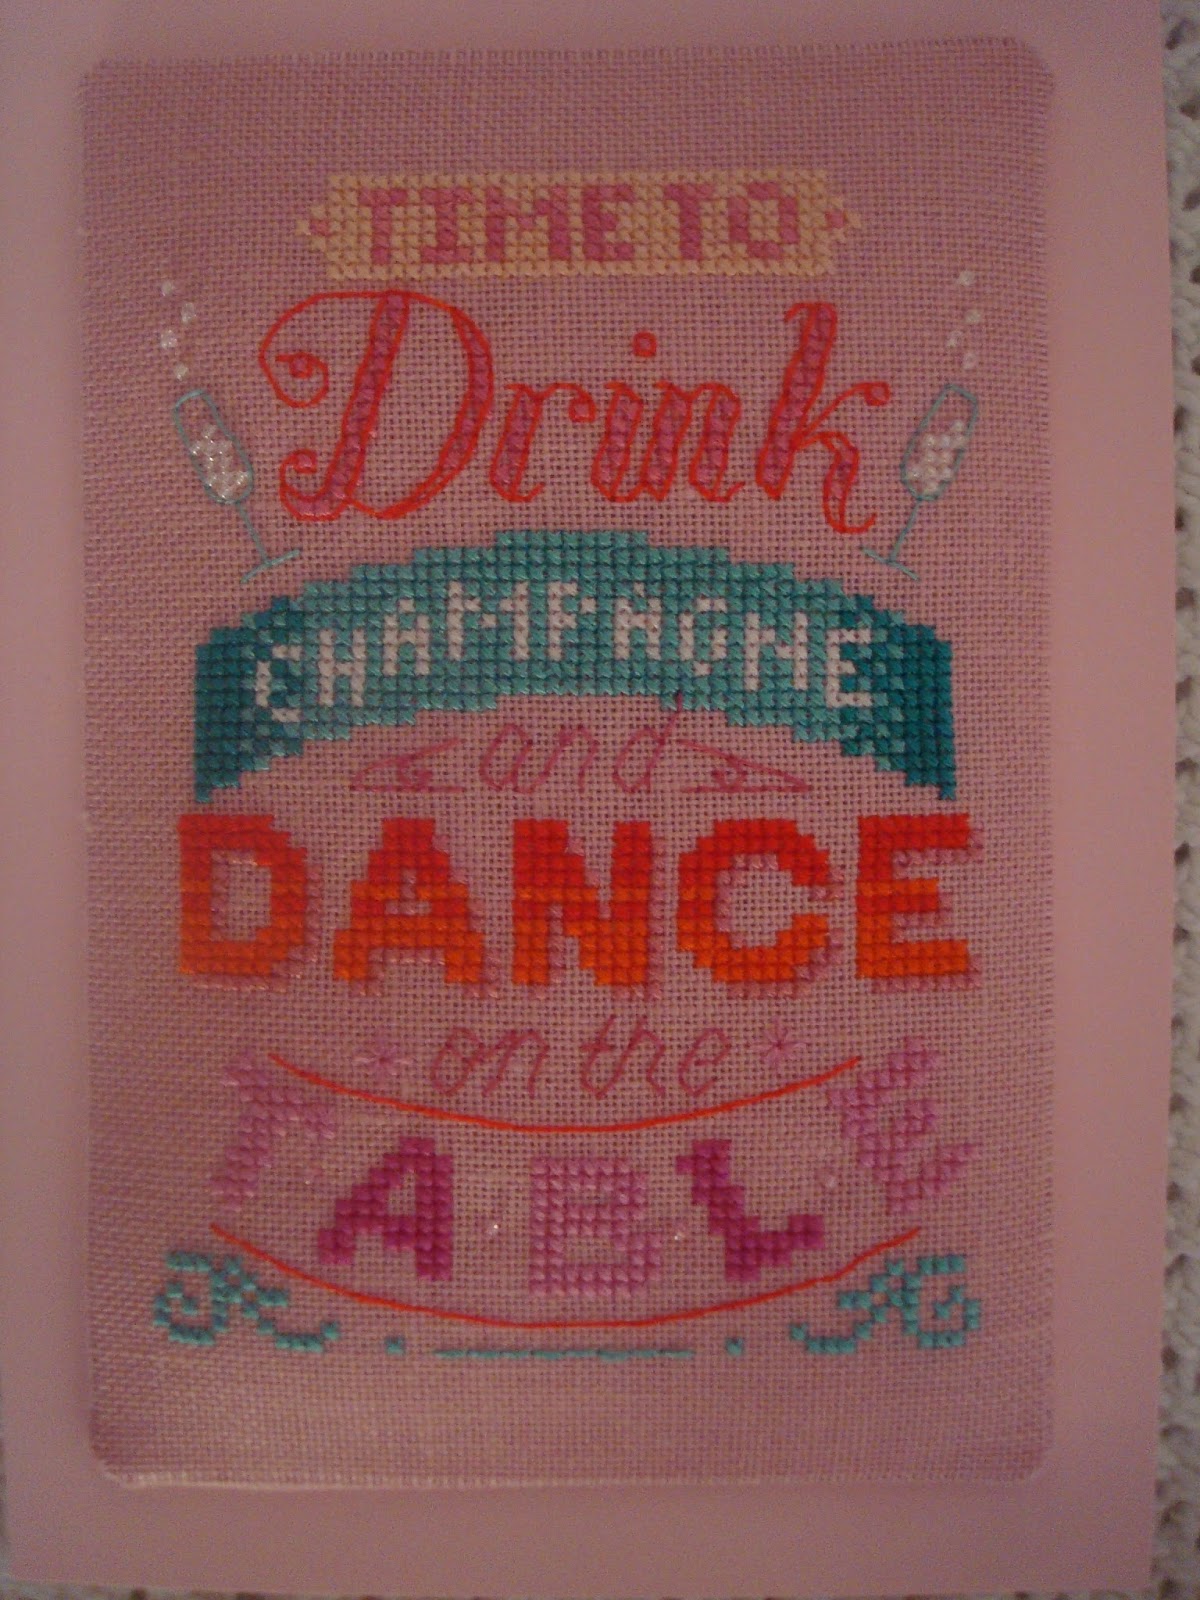 TIME TO
Drink
CHAMPAGNE
and
DANCE
on the
TABLE